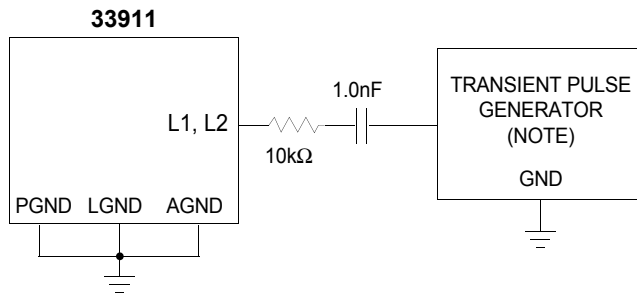 33911
L1, L2
10kΩ
1.0nF
PGND LGND AGND
TRANSIENT PULSE
GENERATOR
(NOTE)
GND